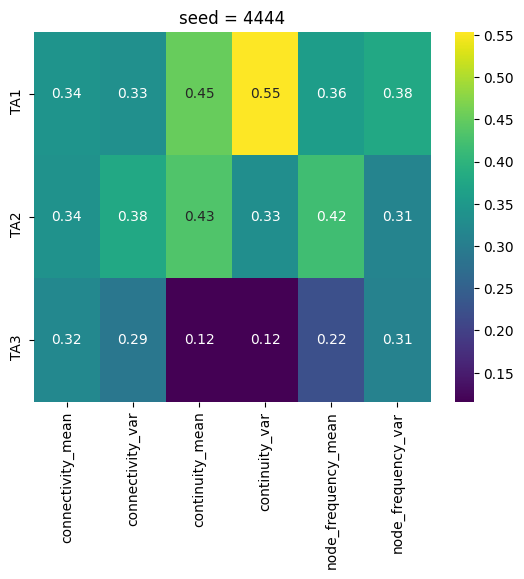 seed = 4444
TA1 0.34 0.33 0.45 0.55 0.36 0.38
TA2 0.34 0.38 0.43 0.33 0.42 0.31
TA3 0.32 0.29 0.12 0.12 0.22 0.31
connectivity_mean
connectivity_var
continuity_mean
continuity_var
node_frequency_mean
node_frequency_var
0.55
0.50
0.45
0.40
0.35
0.30
0.25
0.20
0.15